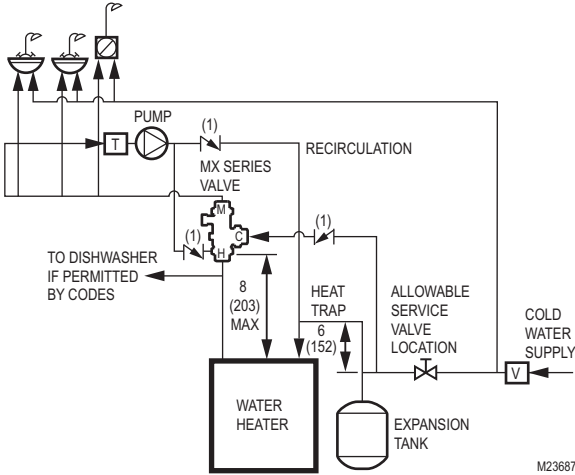 PUMP
(1)
T
RECIRCULATION
MX SERIES
VALVE
M
(1)
(1)
C
H
TO DISHWASHER
IF PERMITTED
BY CODES
8
(203)
MAX
HEAT
TRAP
6
(152)
ALLOWABLE
SERVICE
VALVE
LOCATION
COLD
WATER
SUPPLY
V
WATER
HEATER
EXPANSION
TANK
M23687